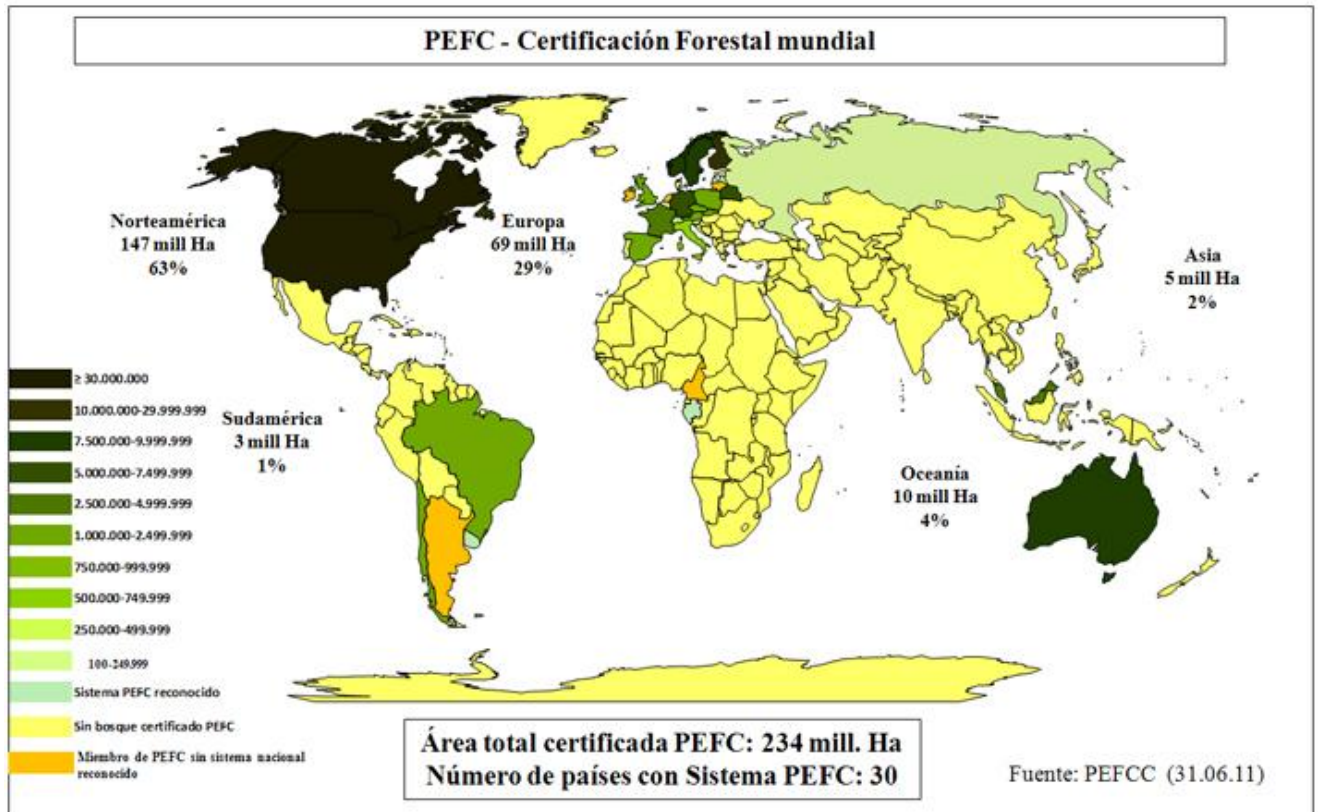 PEFC - Certificación Forestal mundial
Norteamérica
147 mill Ha
63%
Europa
69 mill Ha
29%
Asia
5 mill Ha
2%
Sudamérica
3 mill Ha
1%
Oceanía
10 mill Ha
4%
≥ 30.000.000
10.000.000-29.999.999
7.500.000-9.999.999
5.000.000-7.499.999
2.500.000-4.999.999
1.000.000-2.499.999
750.000-999.999
500.000-749.999
250.000-499.999
100-249.999
Sistema PEFC reconocido
Sin bosque certificado PEFC
Miembro de PEFC sin sistema nacional
reconocido
Área total certificada PEFC: 234 mill. Ha
Número de países con Sistema PEFC: 30
Fuente: PEFCC (31.06.11)